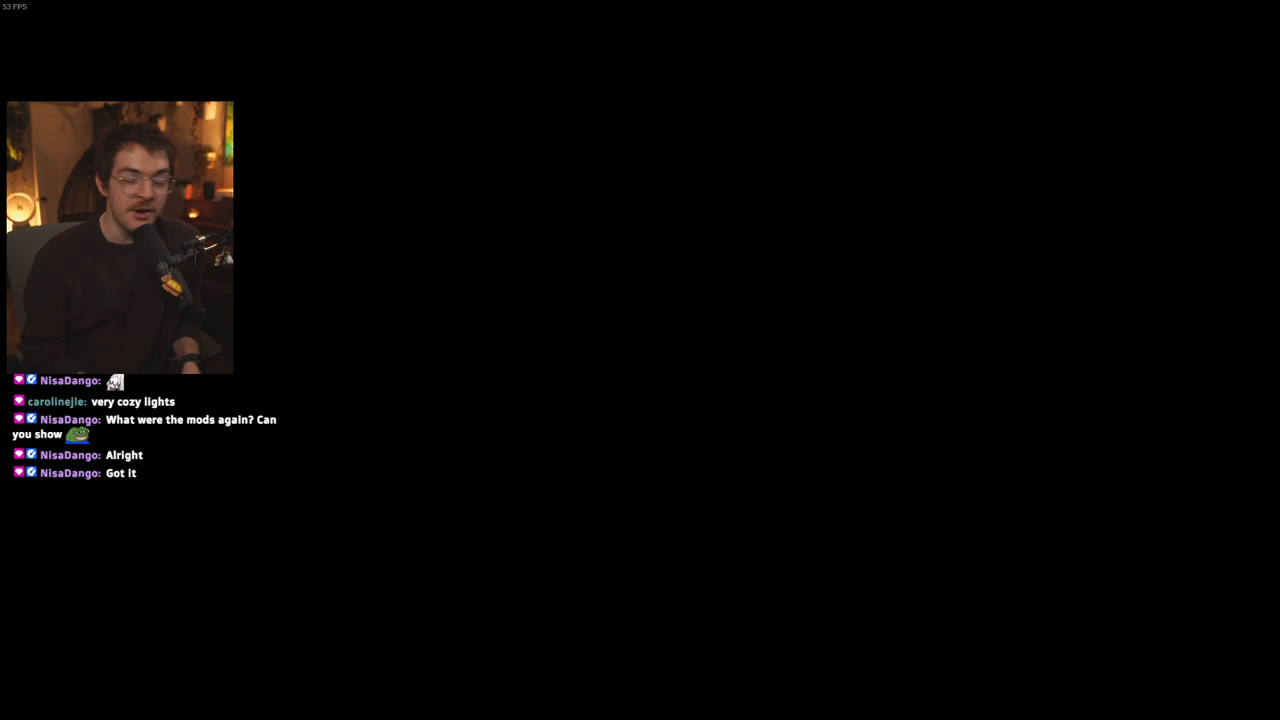 53 FPS
NisaDango:
carolinejle: very cozy lights
NisaDango: What were the mods again? Can
you show
NisaDango: Alright
NisaDango: Got it